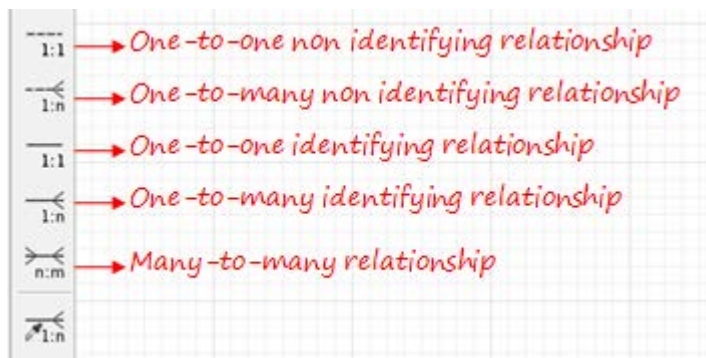 1:1 One-to-one non identifying relationship
1:n One-to-many non identifying relationship
1:1 One-to-one identifying relationship
1:n One-to-many identifying relationship
n:m Many-to-many relationship
1:n